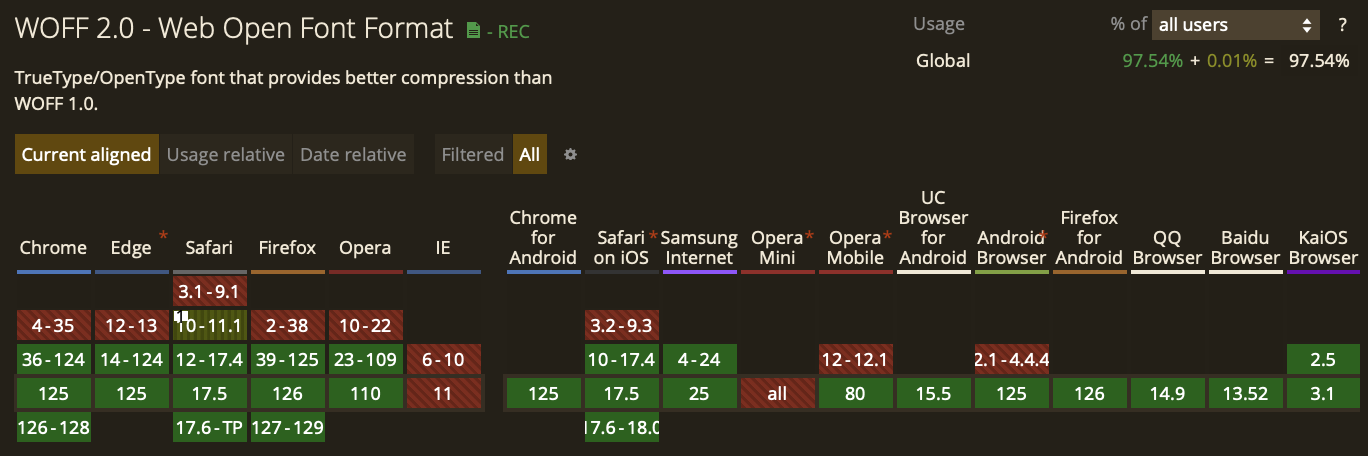 WOFF 2.0 - Web Open Font Format - REC
Usage % of all users ?
Global 97.54% + 0.01% = 97.54%
TrueType/OpenType font that provides better compression than
WOFF 1.0.
Current aligned Usage relative Date relative Filtered All
Chrome Edge * Safari Firefox Opera IE
Chrome for Android Safari on iOS * Samsung Internet Opera Mini * Opera Mobile * UC Browser for Android Android Browser * Firefox for Android QQ Browser Baidu Browser KaiOS Browser
3.1 - 9.1
4 - 35 12 - 13 1 10 - 11.1 2 - 38 10 - 22 3.2 - 9.3
36 - 124 14 - 124 12 - 17.4 39 - 125 23 - 109 6 - 10 10 - 17.4 4 - 24 12 - 12.1 2.1 - 4.4.4 2.5
125 125 17.5 126 110 11 125 17.5 25 all 80 15.5 125 126 14.9 13.52 3.1
126 - 128 17.6 - TP 127 - 129 17.6 - 18.0